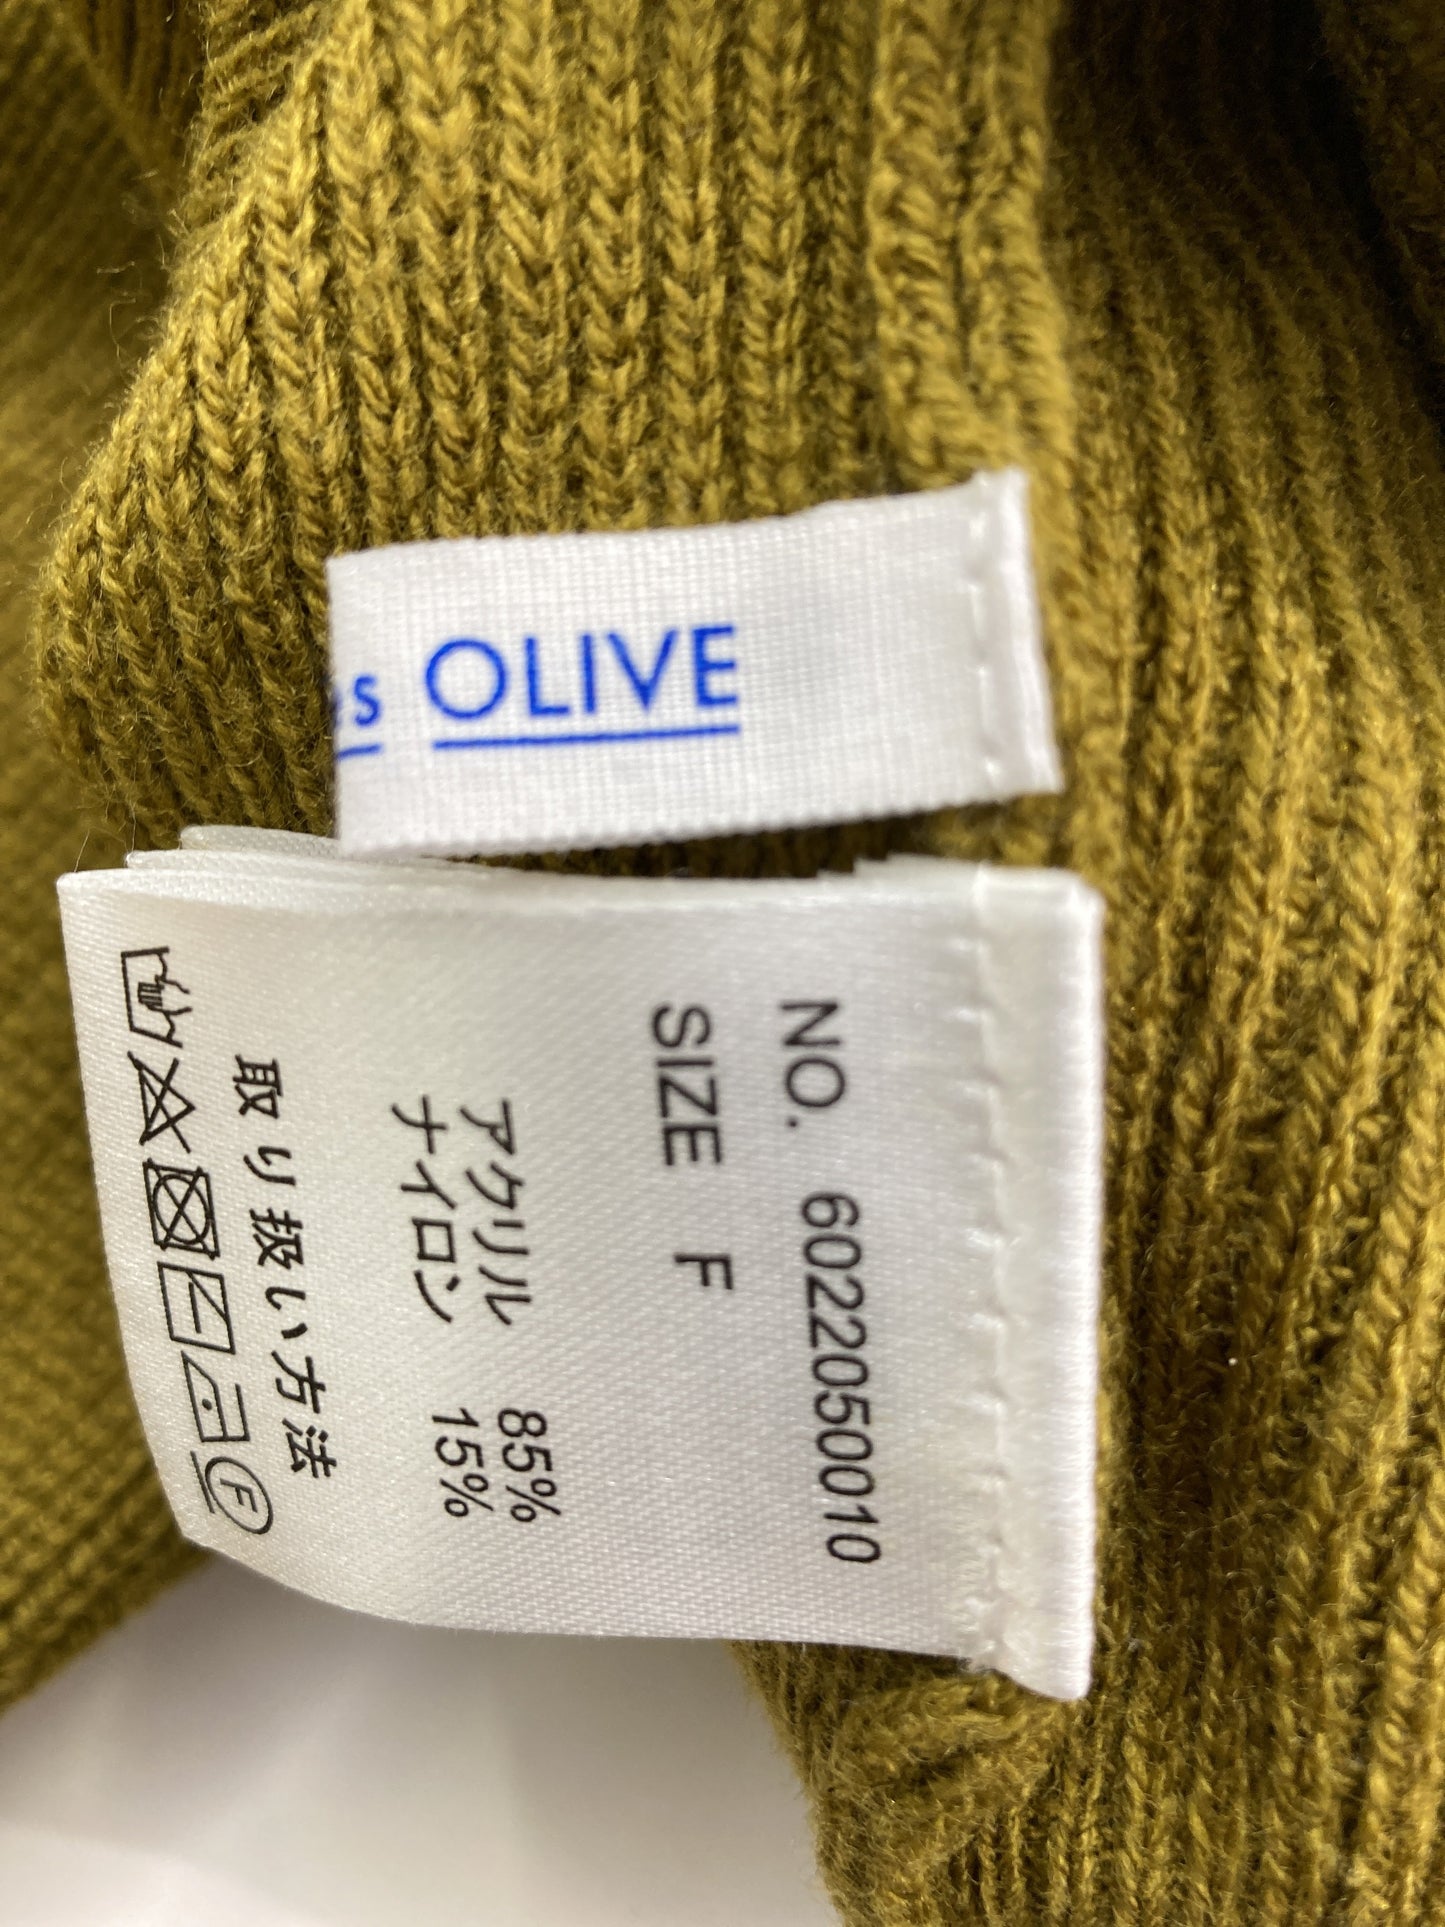 OLIVE
NO. 6022050010
SIZE F
アクリル 85%
ナイロン 15%
取り扱い方法
F